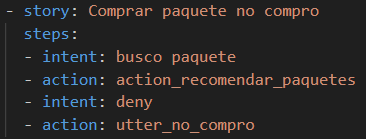 - story: Comprar paquete no compro
steps:
- intent: busco paquete
- action: action_recomendar_paquetes
- intent: deny
- action: utter_no_compro